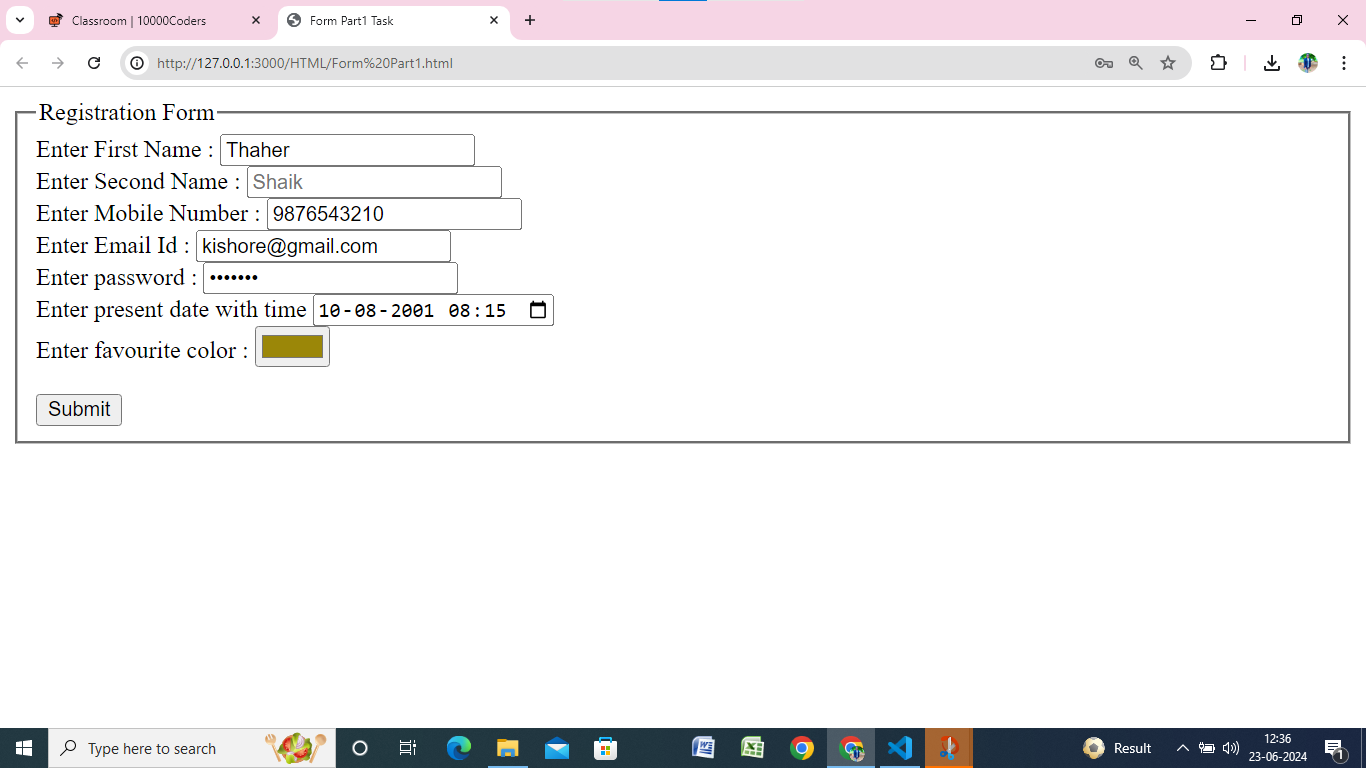 Classroom | 10000Coders
Form Part1 Task
http://127.0.0.1:3000/HTML/Form%20Part1.html
Registration Form
Enter First Name : Thaher
Enter Second Name : Shaik
Enter Mobile Number : 9876543210
Enter Email Id : kishore@gmail.com
Enter password : •••••••
Enter present date with time 10-08-2001 08:15
Enter favourite color :
Submit
Type here to search
Result
12:36
23-06-2024
1